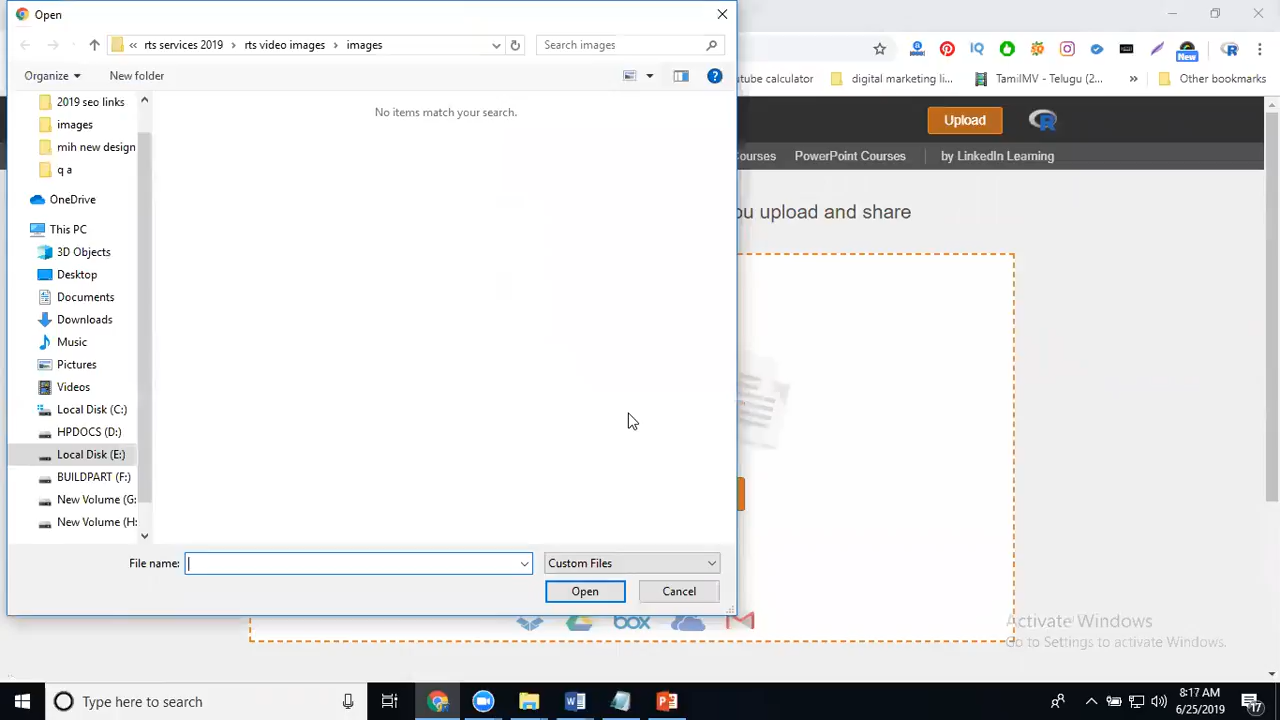 Open
« rts services 2019 › rts video images › images
Search images
Organize
New folder
2019 seo links
images
mih new design
q a
OneDrive
This PC
3D Objects
Desktop
Documents
Downloads
Music
Pictures
Videos
Local Disk (C:)
HPDOCS (D:)
Local Disk (E:)
BUILDPART (F:)
New Volume (G:
New Volume (H:
No items match your search.
File name:
Custom Files
Open
Cancel
New
utube calculator
digital marketing li...
TamilMV - Telugu (...
»
Other bookmarks
Upload
ourses
PowerPoint Courses
by LinkedIn Learning
ou upload and share
box
Activate Windows
Go to Settings to activate Windows.
Type here to search
8:17 AM
6/25/2019
17